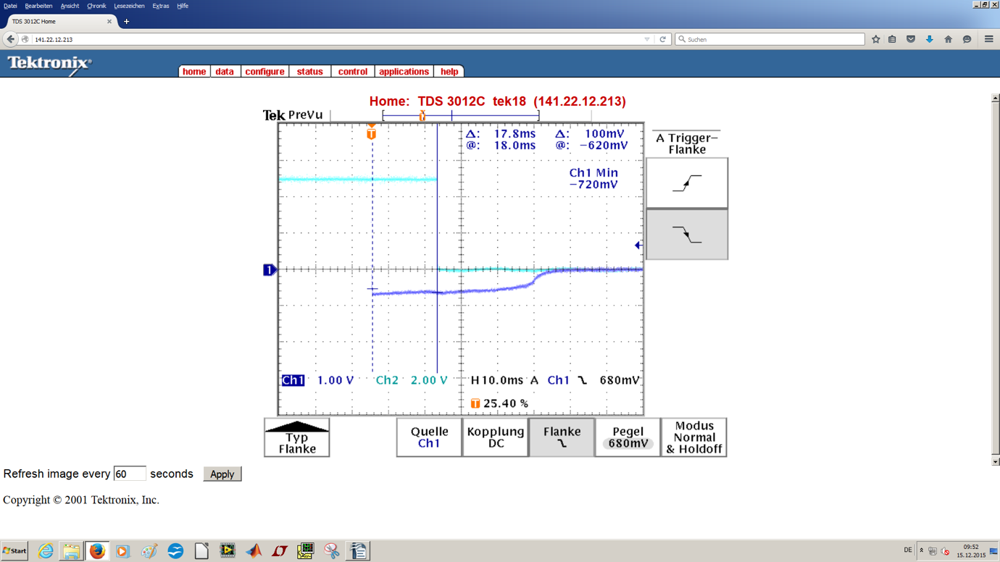 Datei Bearbeiten Ansicht Chronik Lesezeichen Extras Hilfe
TDS 3012C Home
141.22.12.213
Suchen
Tektronix
home data configure status control applications help
Home: TDS 3012C tek18 (141.22.12.213)
Tek PreVu
T
T
Δ: 17.8ms Δ: 100mV
@: 18.0ms @: −620mV
Ch1 Min
−720mV
1
A Trigger−
Flanke
Ch1 1.00 V Ch2 2.00 V H 10.0ms A Ch1 680mV
T 25.40 %
Typ
Flanke
Quelle
Ch1
Kopplung
DC
Flanke
Pegel
680mV
Modus
Normal
& Holdoff
Refresh image every 60 seconds Apply
Copyright © 2001 Tektronix, Inc.
Start
DE
09:52
15.12.2015